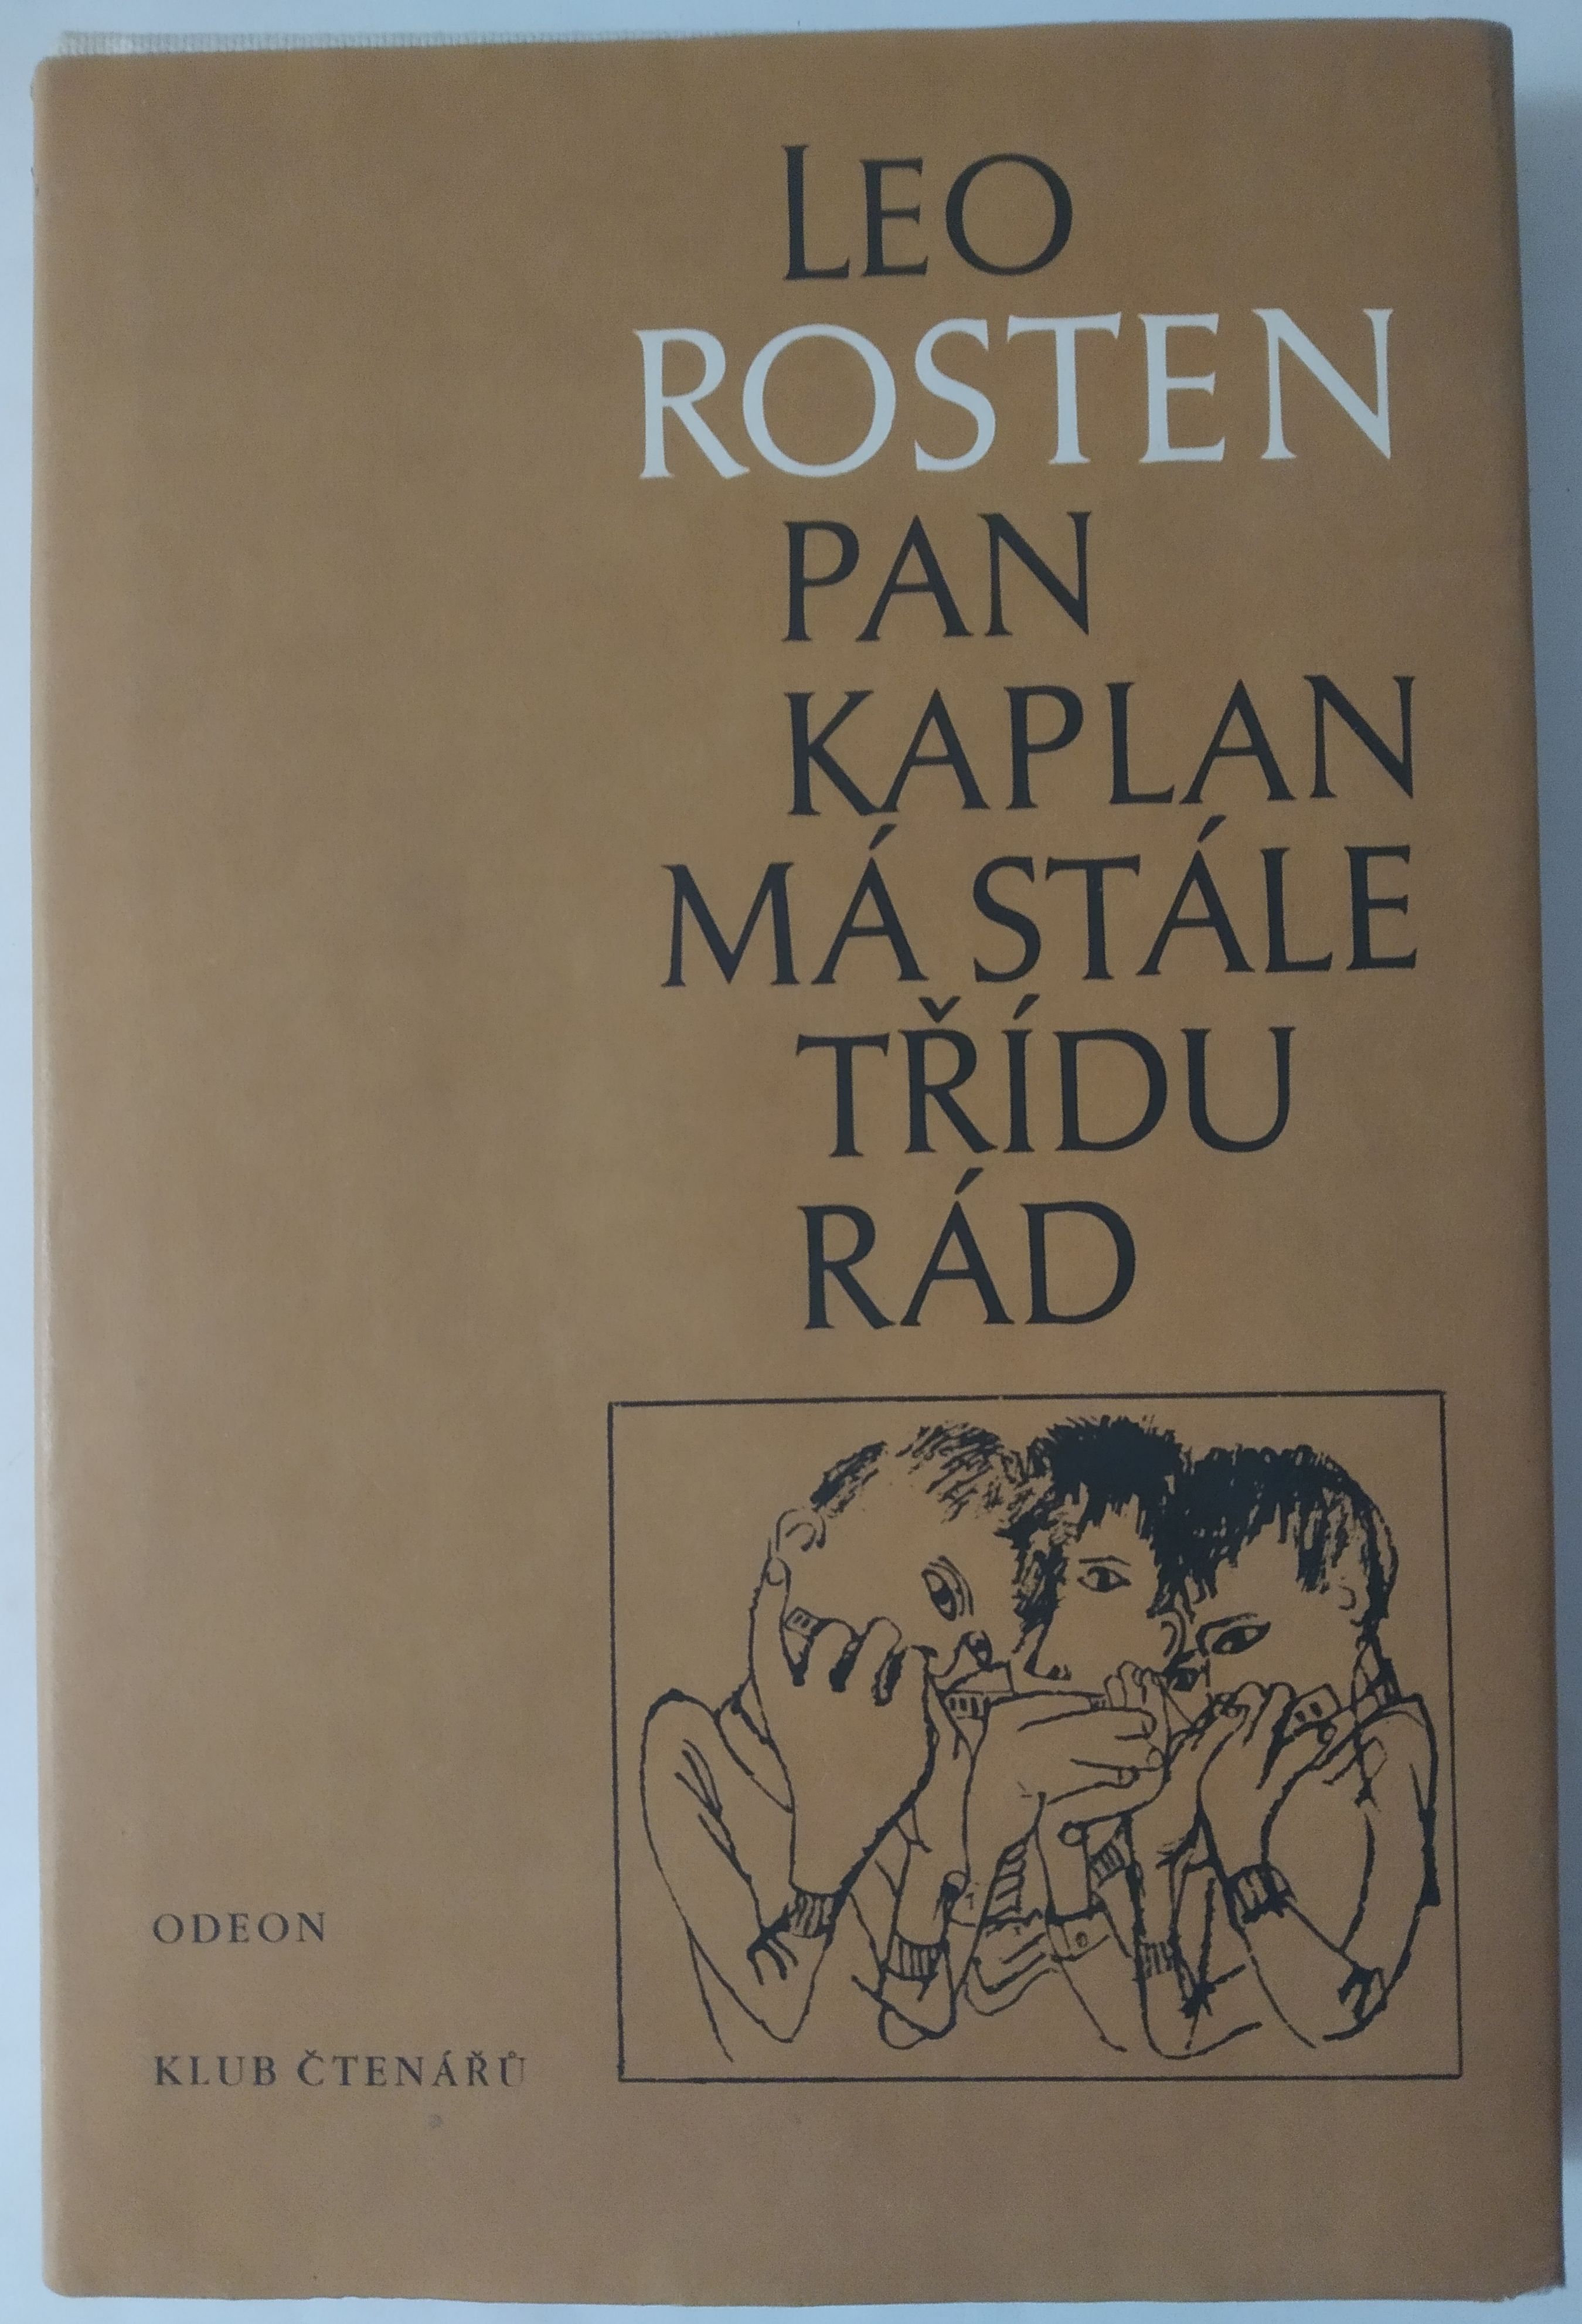 LEO
ROSTEN
PAN
KAPLAN
MÁ STÁLE
TŘÍDU
RÁD
ODEON
KLUB ČTENÁŘŮ